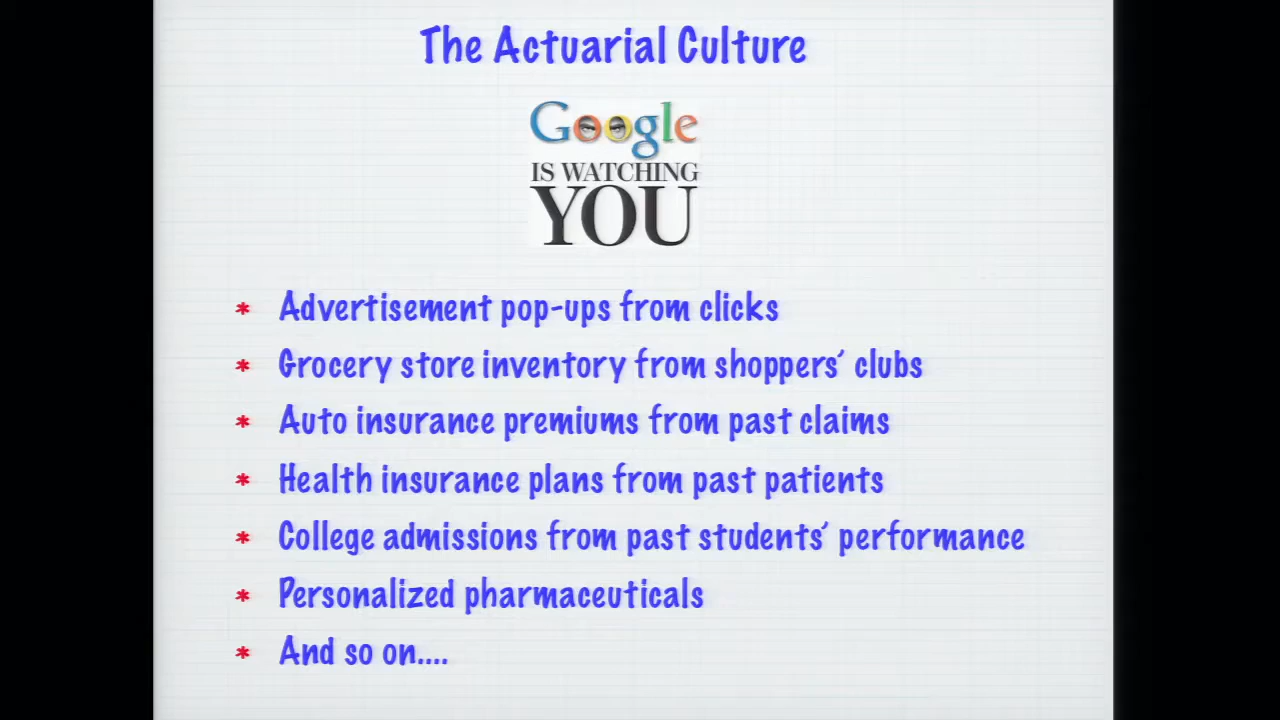 The Actuarial Culture
Google
IS WATCHING
YOU
* Advertisement pop-ups from clicks
* Grocery store inventory from shoppers’ clubs
* Auto insurance premiums from past claims
* Health insurance plans from past patients
* College admissions from past students’ performance
* Personalized pharmaceuticals
* And so on....